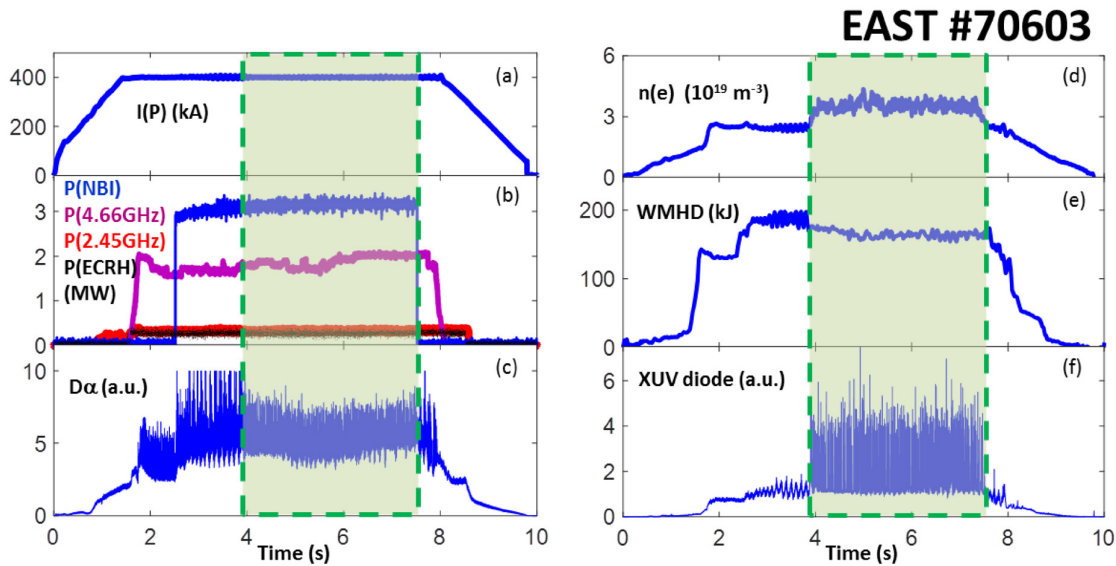 EAST #70603
400
200
0
(a)
I(P) (kA)
P(NBI)
P(4.66GHz)
P(2.45GHz)
P(ECRH)
(MW)
3
2
1
0
(b)
10
5
0
Dα (a.u.)
(c)
0 2 4 6 8 10
Time (s)
6
3
0
n(e) (10¹⁹ m⁻³)
(d)
200
100
0
WMHD (kJ)
(e)
6
4
2
0
XUV diode (a.u.)
(f)
0 2 4 6 8 10
Time (s)